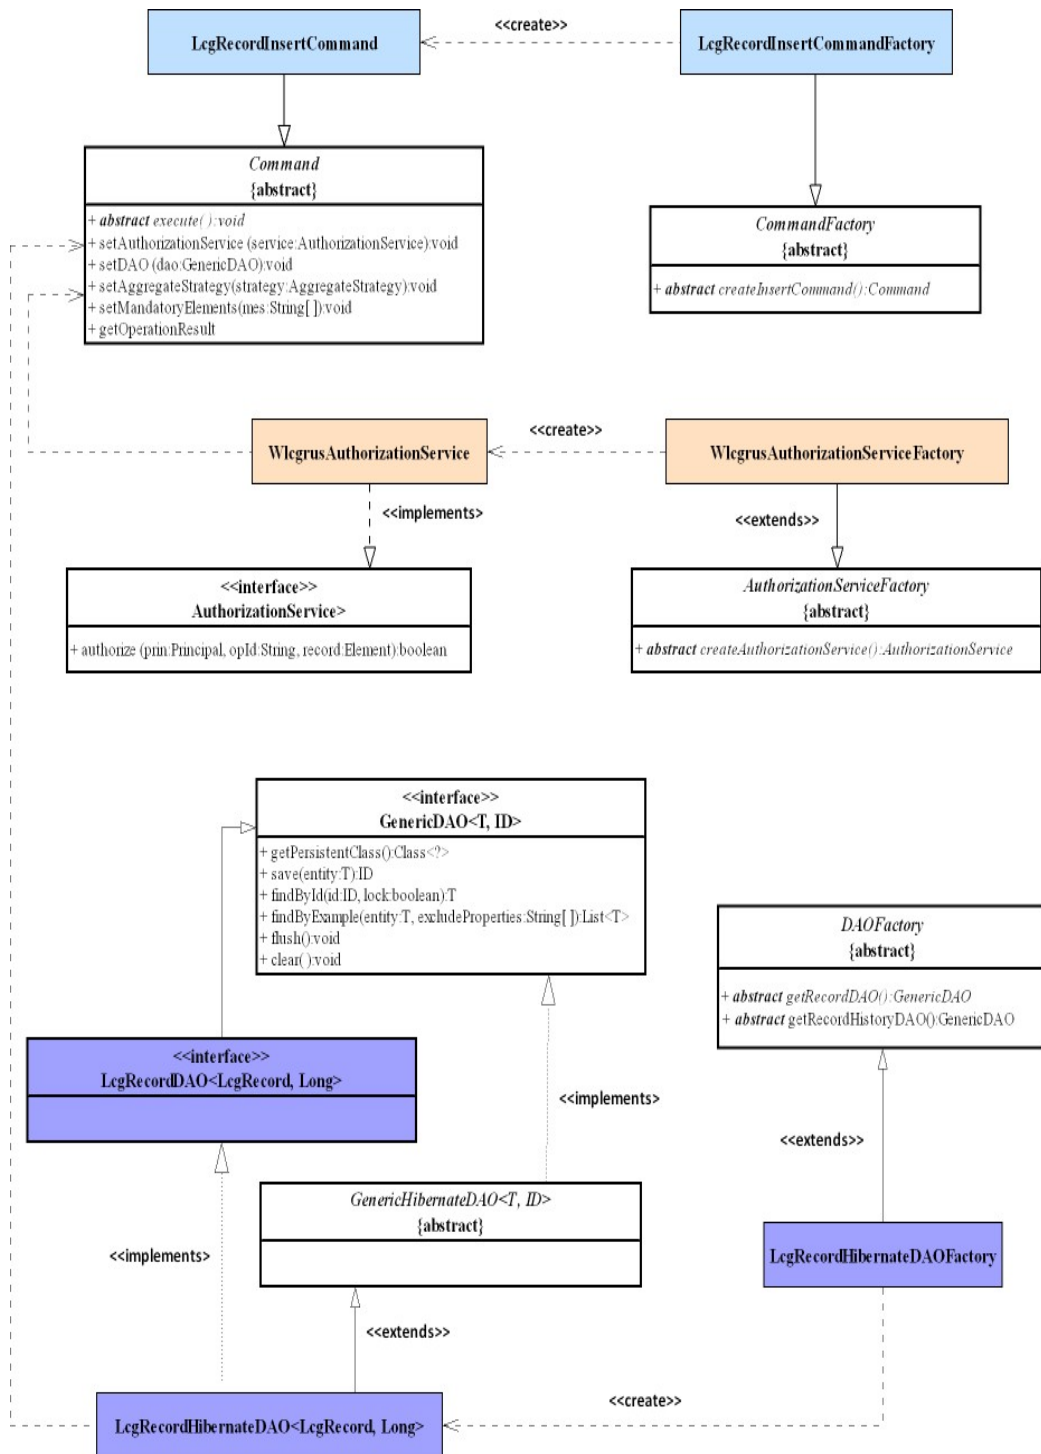 <<create>>
LcgRecordInsertCommand
LcgRecordInsertCommandFactory
Command
{abstract}
+ abstract execute( ):void
+ setAuthorizationService (service:AuthorizationService):void
+ setDAO (dao:GenericDAO):void
+ setAggregateStrategy(strategy:AggregateStrategy):void
+ setMandatoryElements(mes:String[ ]):void
+ getOperationResult
CommandFactory
{abstract}
+ abstract createInsertCommand():Command
<<create>>
WlcgrusAuthorizationService
WlcgrusAuthorizationServiceFactory
<<implements>
<<extends>>
<<interface>>
AuthorizationService>
+ authorize (prin:Principal, opId:String, record:Element):boolean
AuthorizationServiceFactory
{abstract}
+ abstract createAuthorizationService():AuthorizationService
<<interface>>
GenericDAO<T, ID>
+ getPersistentClass():Class<?>
+ save(entity:T):ID
+ findById(id:ID, lock:boolean):T
+ findByExample(entity:T, excludeProperties:String[ ]):List<T>
+ flush():void
+ clear( ):void
DAOFactory
{abstract}
+ abstract getRecordDAO():GenericDAO
+ abstract getRecordHistoryDAO():GenericDAO
<<interface>>
LcgRecordDAO<LcgRecord, Long>
<<implements>
<<extends>>
GenericHibernateDAO<T, ID>
{abstract}
<<implements>
LcgRecordHibernateDAOFactory
<<extends>>
<<create>>
LcgRecordHibernateDAO<LcgRecord, Long>